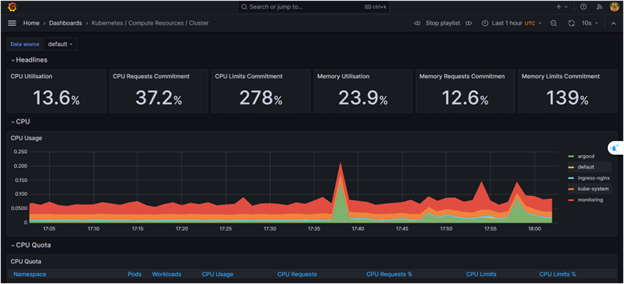 Search or jump to... ctrl+k
Home > Dashboards > Kubernetes / Compute Resources / Cluster
Stop playlist Last 1 hour UTC 10s
Data source default
Headlines
CPU Utilisation CPU Requests Commitment CPU Limits Commitment Memory Utilisation Memory Requests Commitmen Memory Limits Commitment
13.6% 37.2% 278% 23.9% 12.6% 139%
CPU
CPU Usage
0.250
0.200
0.150
0.100
0.0500
0
17:05 17:10 17:15 17:20 17:25 17:30 17:35 17:40 17:45 17:50 17:55 18:00
argocd
default
ingress-nginx
kube-system
monitoring
CPU Quota
CPU Quota
Namespace Pods Workloads CPU Usage CPU Requests CPU Requests % CPU Limits CPU Limits %